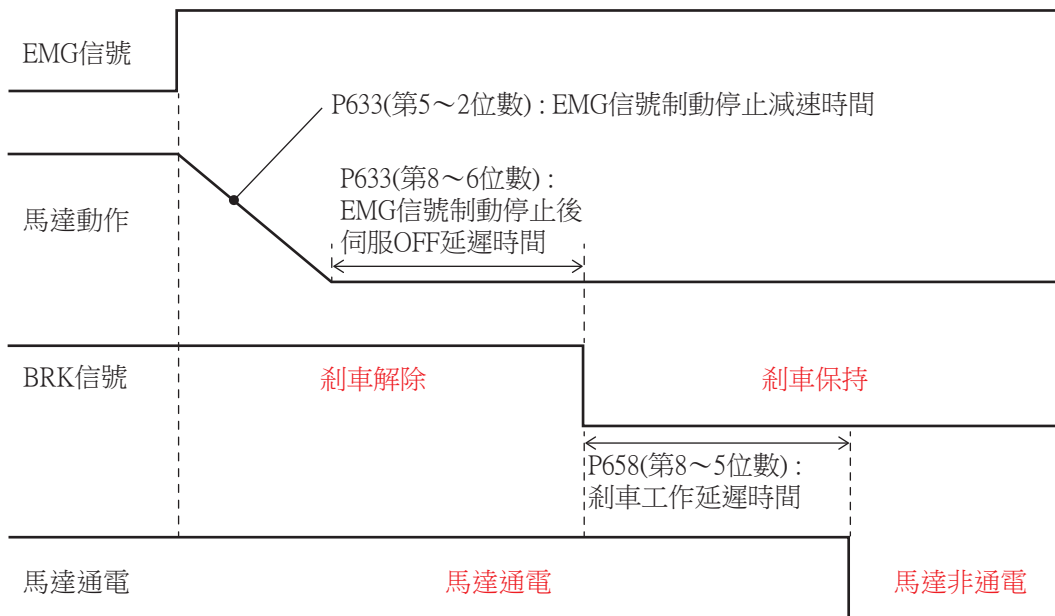 EMG信號
P633(第5～2位數) : EMG信號制動停止減速時間
P633(第8～6位數) :
EMG信號制動停止後
伺服OFF延遲時間
馬達動作
BRK信號
剎車解除
剎車保持
P658(第8～5位數) :
剎車工作延遲時間
馬達通電
馬達通電
馬達非通電